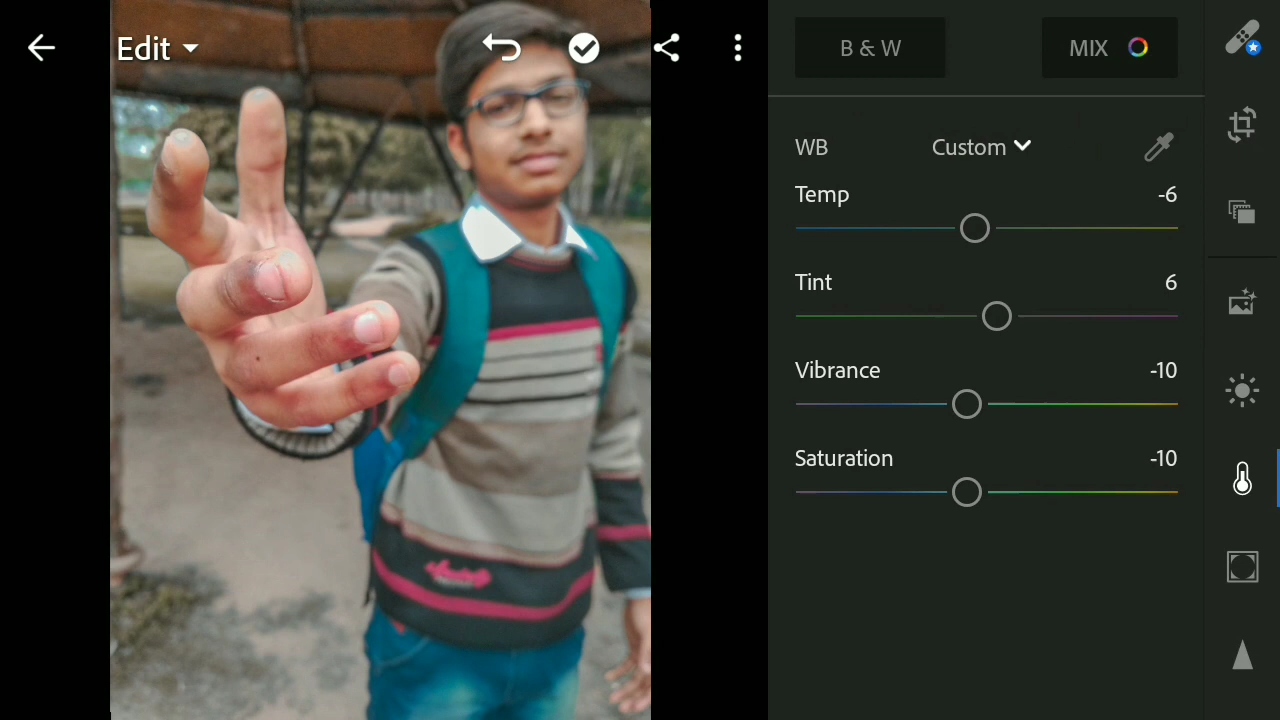 Edit
B & W
MIX
WB
Custom
Temp
-6
Tint
6
Vibrance
-10
Saturation
-10